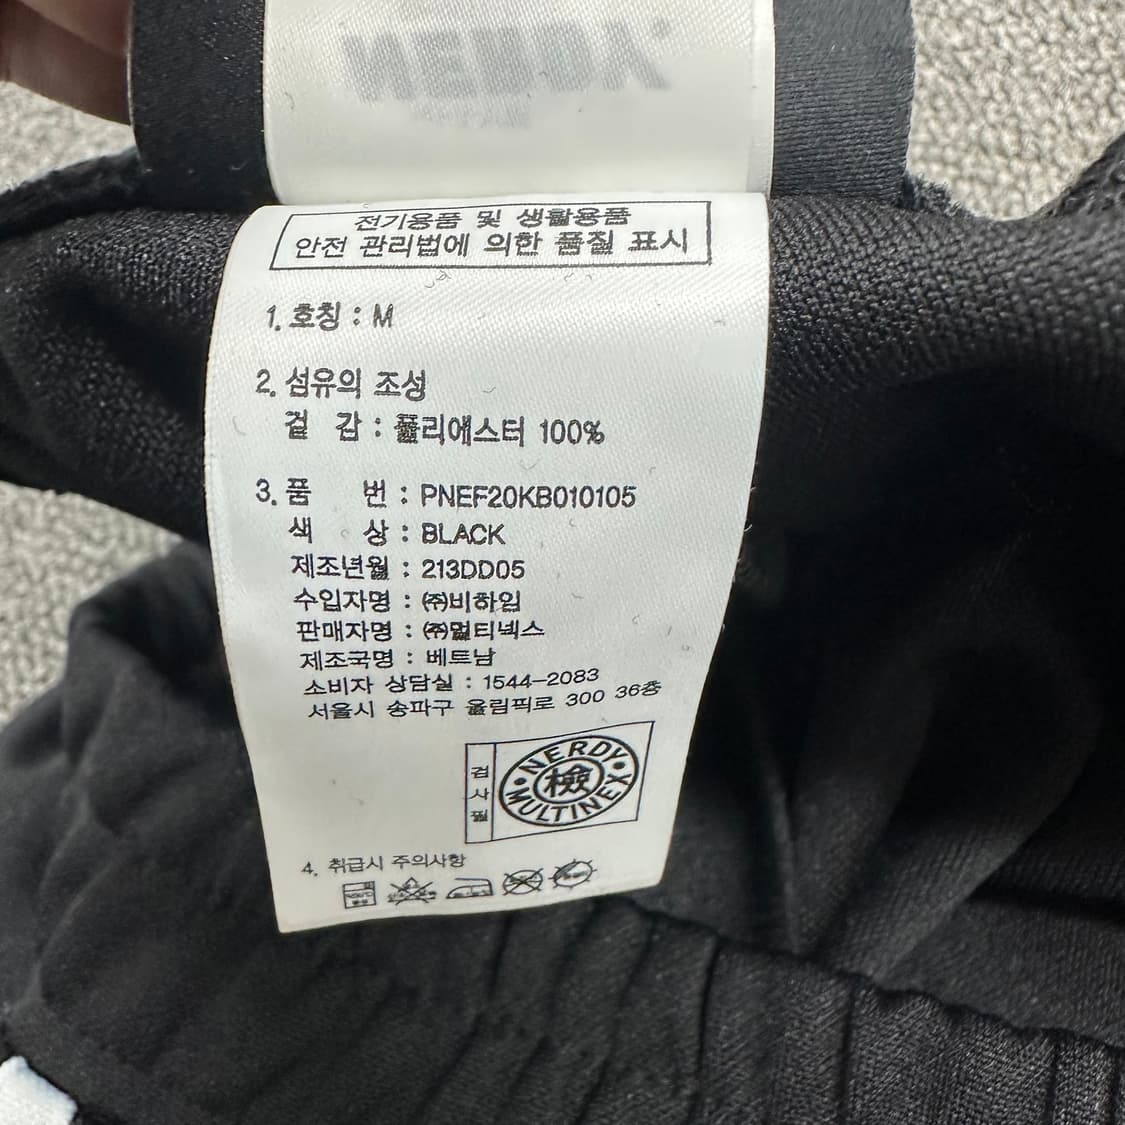 NERDY.
전기용품 및 생활용품
안전 관리법에 의한 품질 표시
1. 호칭 : M
2. 섬유의 조성
겉 감 : 폴리에스터 100%
3. 품 번 : PNEF20KB010105
색 상 : BLACK
제조년월 : 213DD05
수입자명 : ㈜비하임
판매자명 : ㈜멀티넥스
제조국명 : 베트남
소비자 상담실 : 1544-2083
서울시 송파구 올림픽로 300 36층
검사필
NERDY
檢
MULTINEX
4. 취급시 주의사항